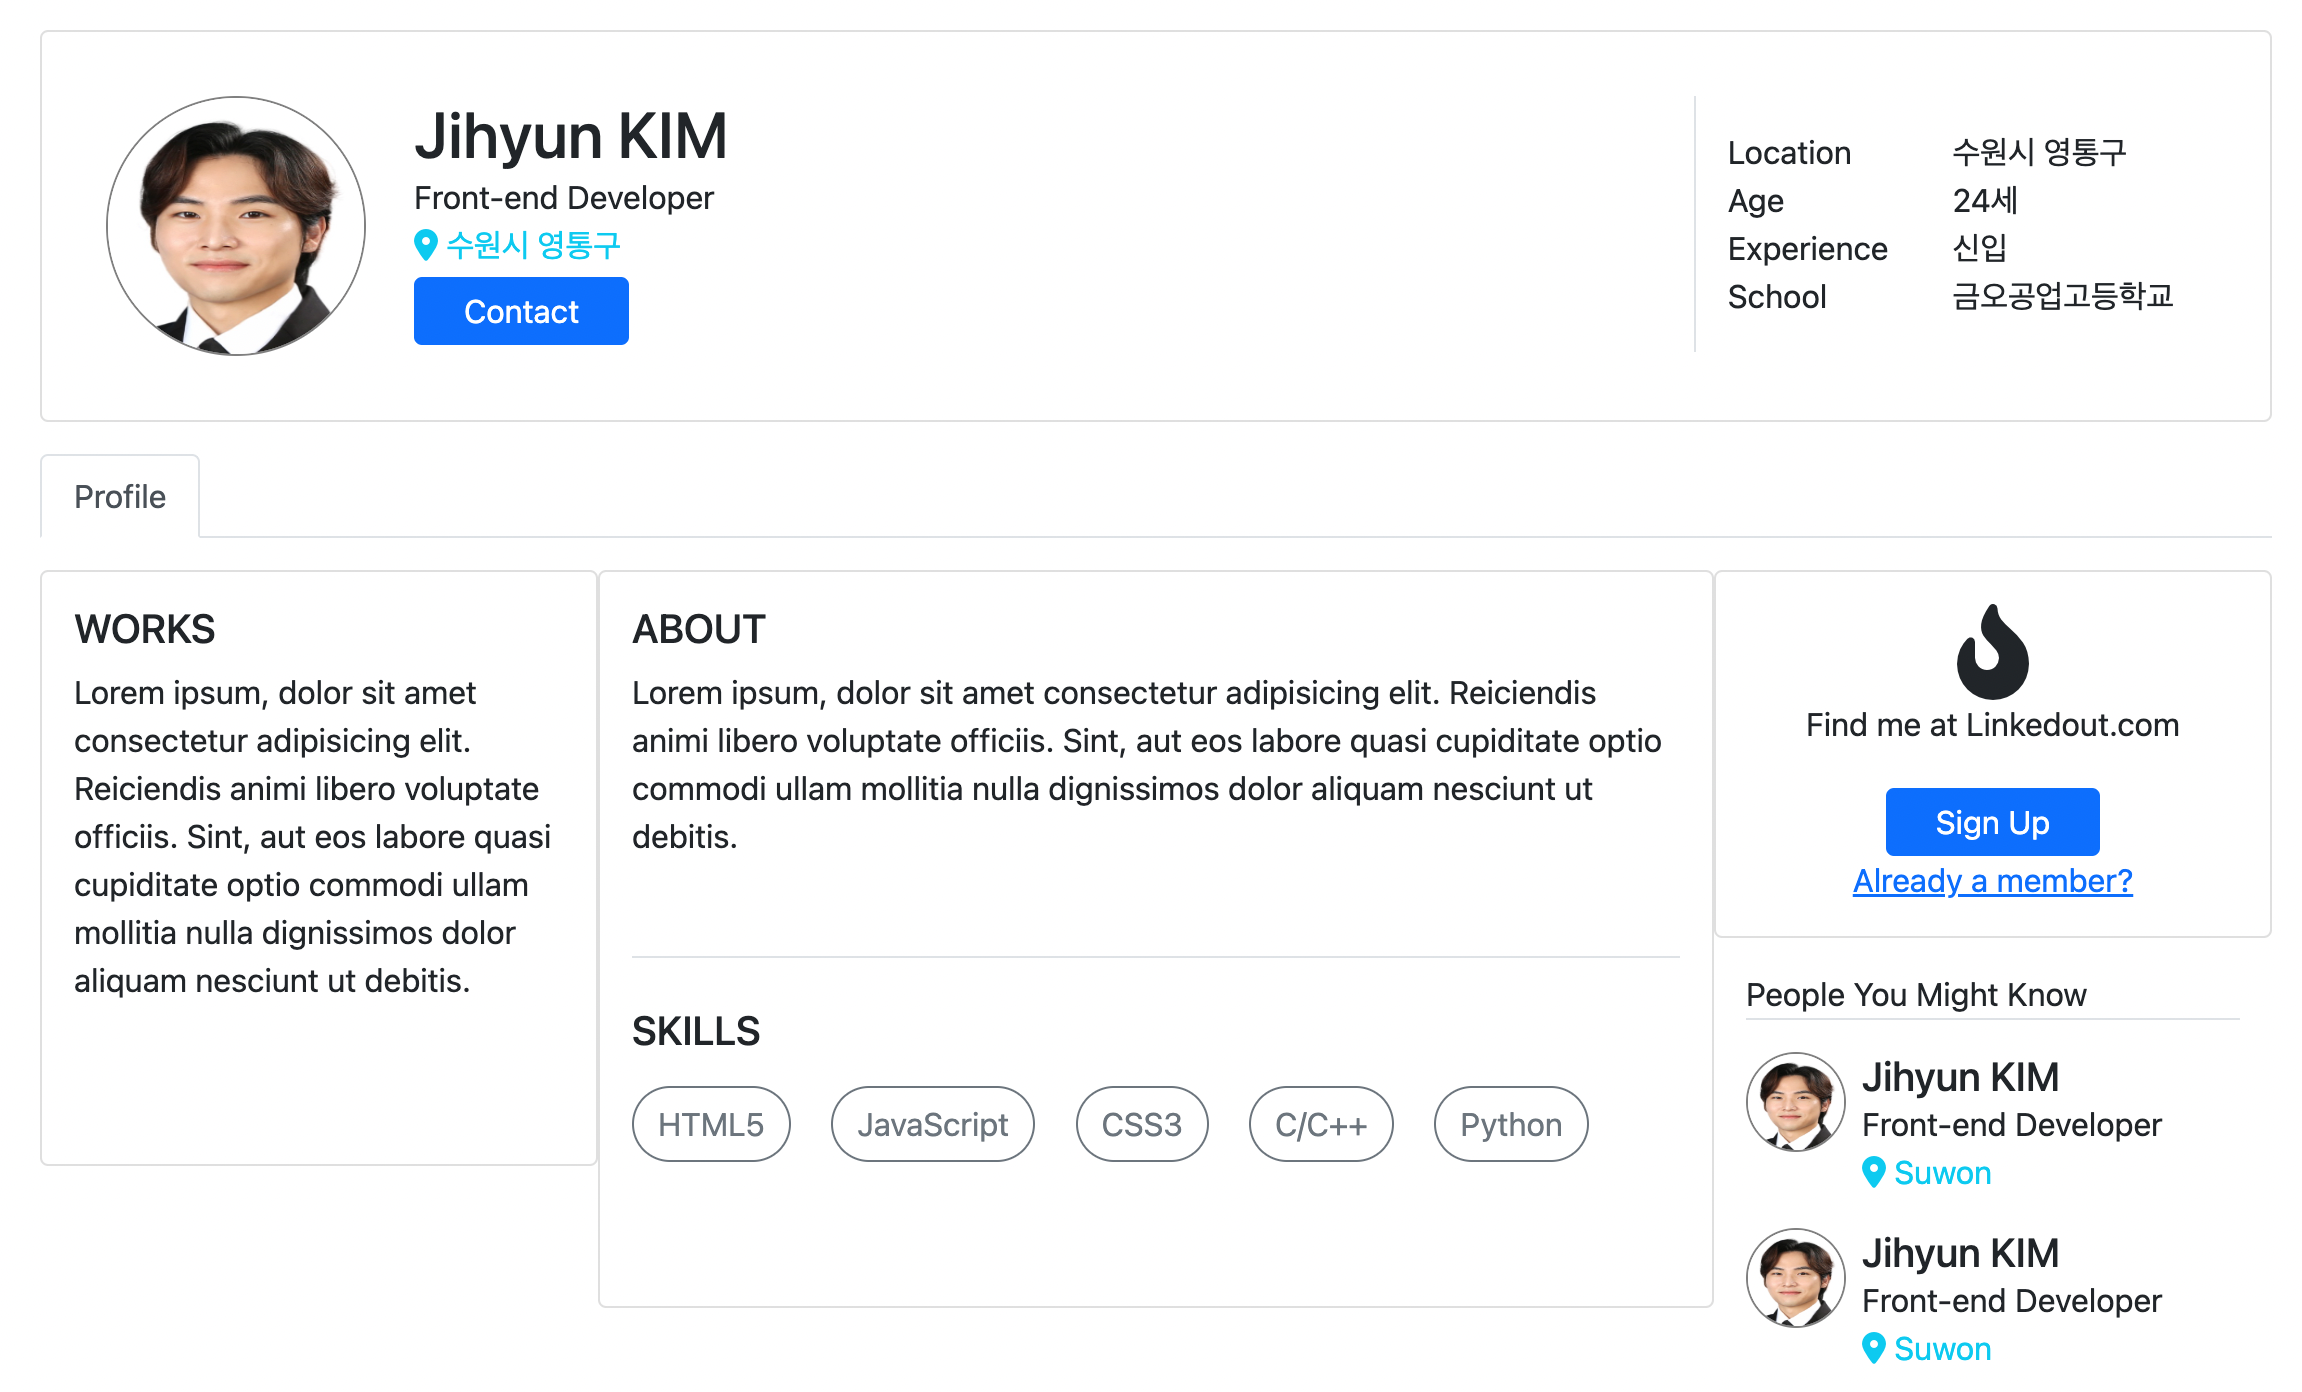 Jihyun KIM
Front-end Developer
수원시 영통구
Contact
Location 수원시 영통구
Age 24세
Experience 신입
School 금오공업고등학교
Profile
WORKS
Lorem ipsum, dolor sit amet
consectetur adipisicing elit.
Reiciendis animi libero voluptate
officiis. Sint, aut eos labore quasi
cupiditate optio commodi ullam
mollitia nulla dignissimos dolor
aliquam nesciunt ut debitis.
ABOUT
Lorem ipsum, dolor sit amet consectetur adipisicing elit. Reiciendis
animi libero voluptate officiis. Sint, aut eos labore quasi cupiditate optio
commodi ullam mollitia nulla dignissimos dolor aliquam nesciunt ut
debitis.
SKILLS
HTML5 JavaScript CSS3 C/C++ Python
Find me at Linkedout.com
Sign Up
Already a member?
People You Might Know
Jihyun KIM
Front-end Developer
Suwon
Jihyun KIM
Front-end Developer
Suwon